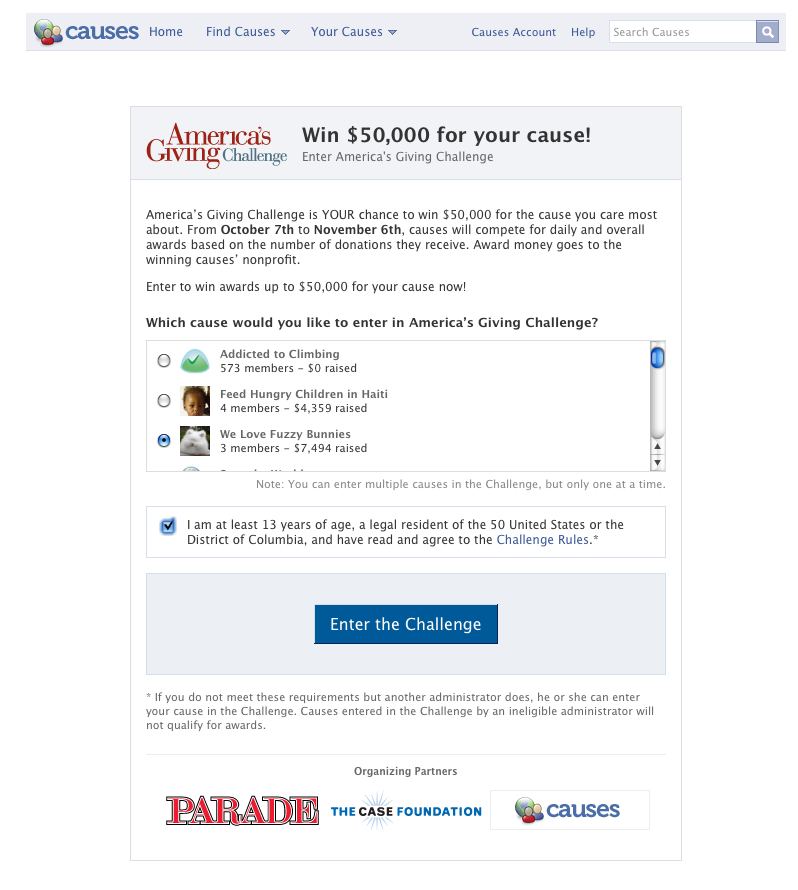 causes Home Find Causes Your Causes Causes Account Help Search Causes
America's Giving Challenge
Win $50,000 for your cause!
Enter America's Giving Challenge
America's Giving Challenge is YOUR chance to win $50,000 for the cause you care most
about. From October 7th to November 6th, causes will compete for daily and overall
awards based on the number of donations they receive. Award money goes to the
winning causes' nonprofit.
Enter to win awards up to $50,000 for your cause now!
Which cause would you like to enter in America's Giving Challenge?
Addicted to Climbing
573 members – $0 raised
Feed Hungry Children in Haiti
4 members – $4,359 raised
We Love Fuzzy Bunnies
3 members – $7,494 raised
Note: You can enter multiple causes in the Challenge, but only one at a time.
I am at least 13 years of age, a legal resident of the 50 United States or the
District of Columbia, and have read and agree to the Challenge Rules.*
Enter the Challenge
* If you do not meet these requirements but another administrator does, he or she can enter
your cause in the Challenge. Causes entered in the Challenge by an ineligible administrator will
not qualify for awards.
Organizing Partners
PARADE THE CASE FOUNDATION causes